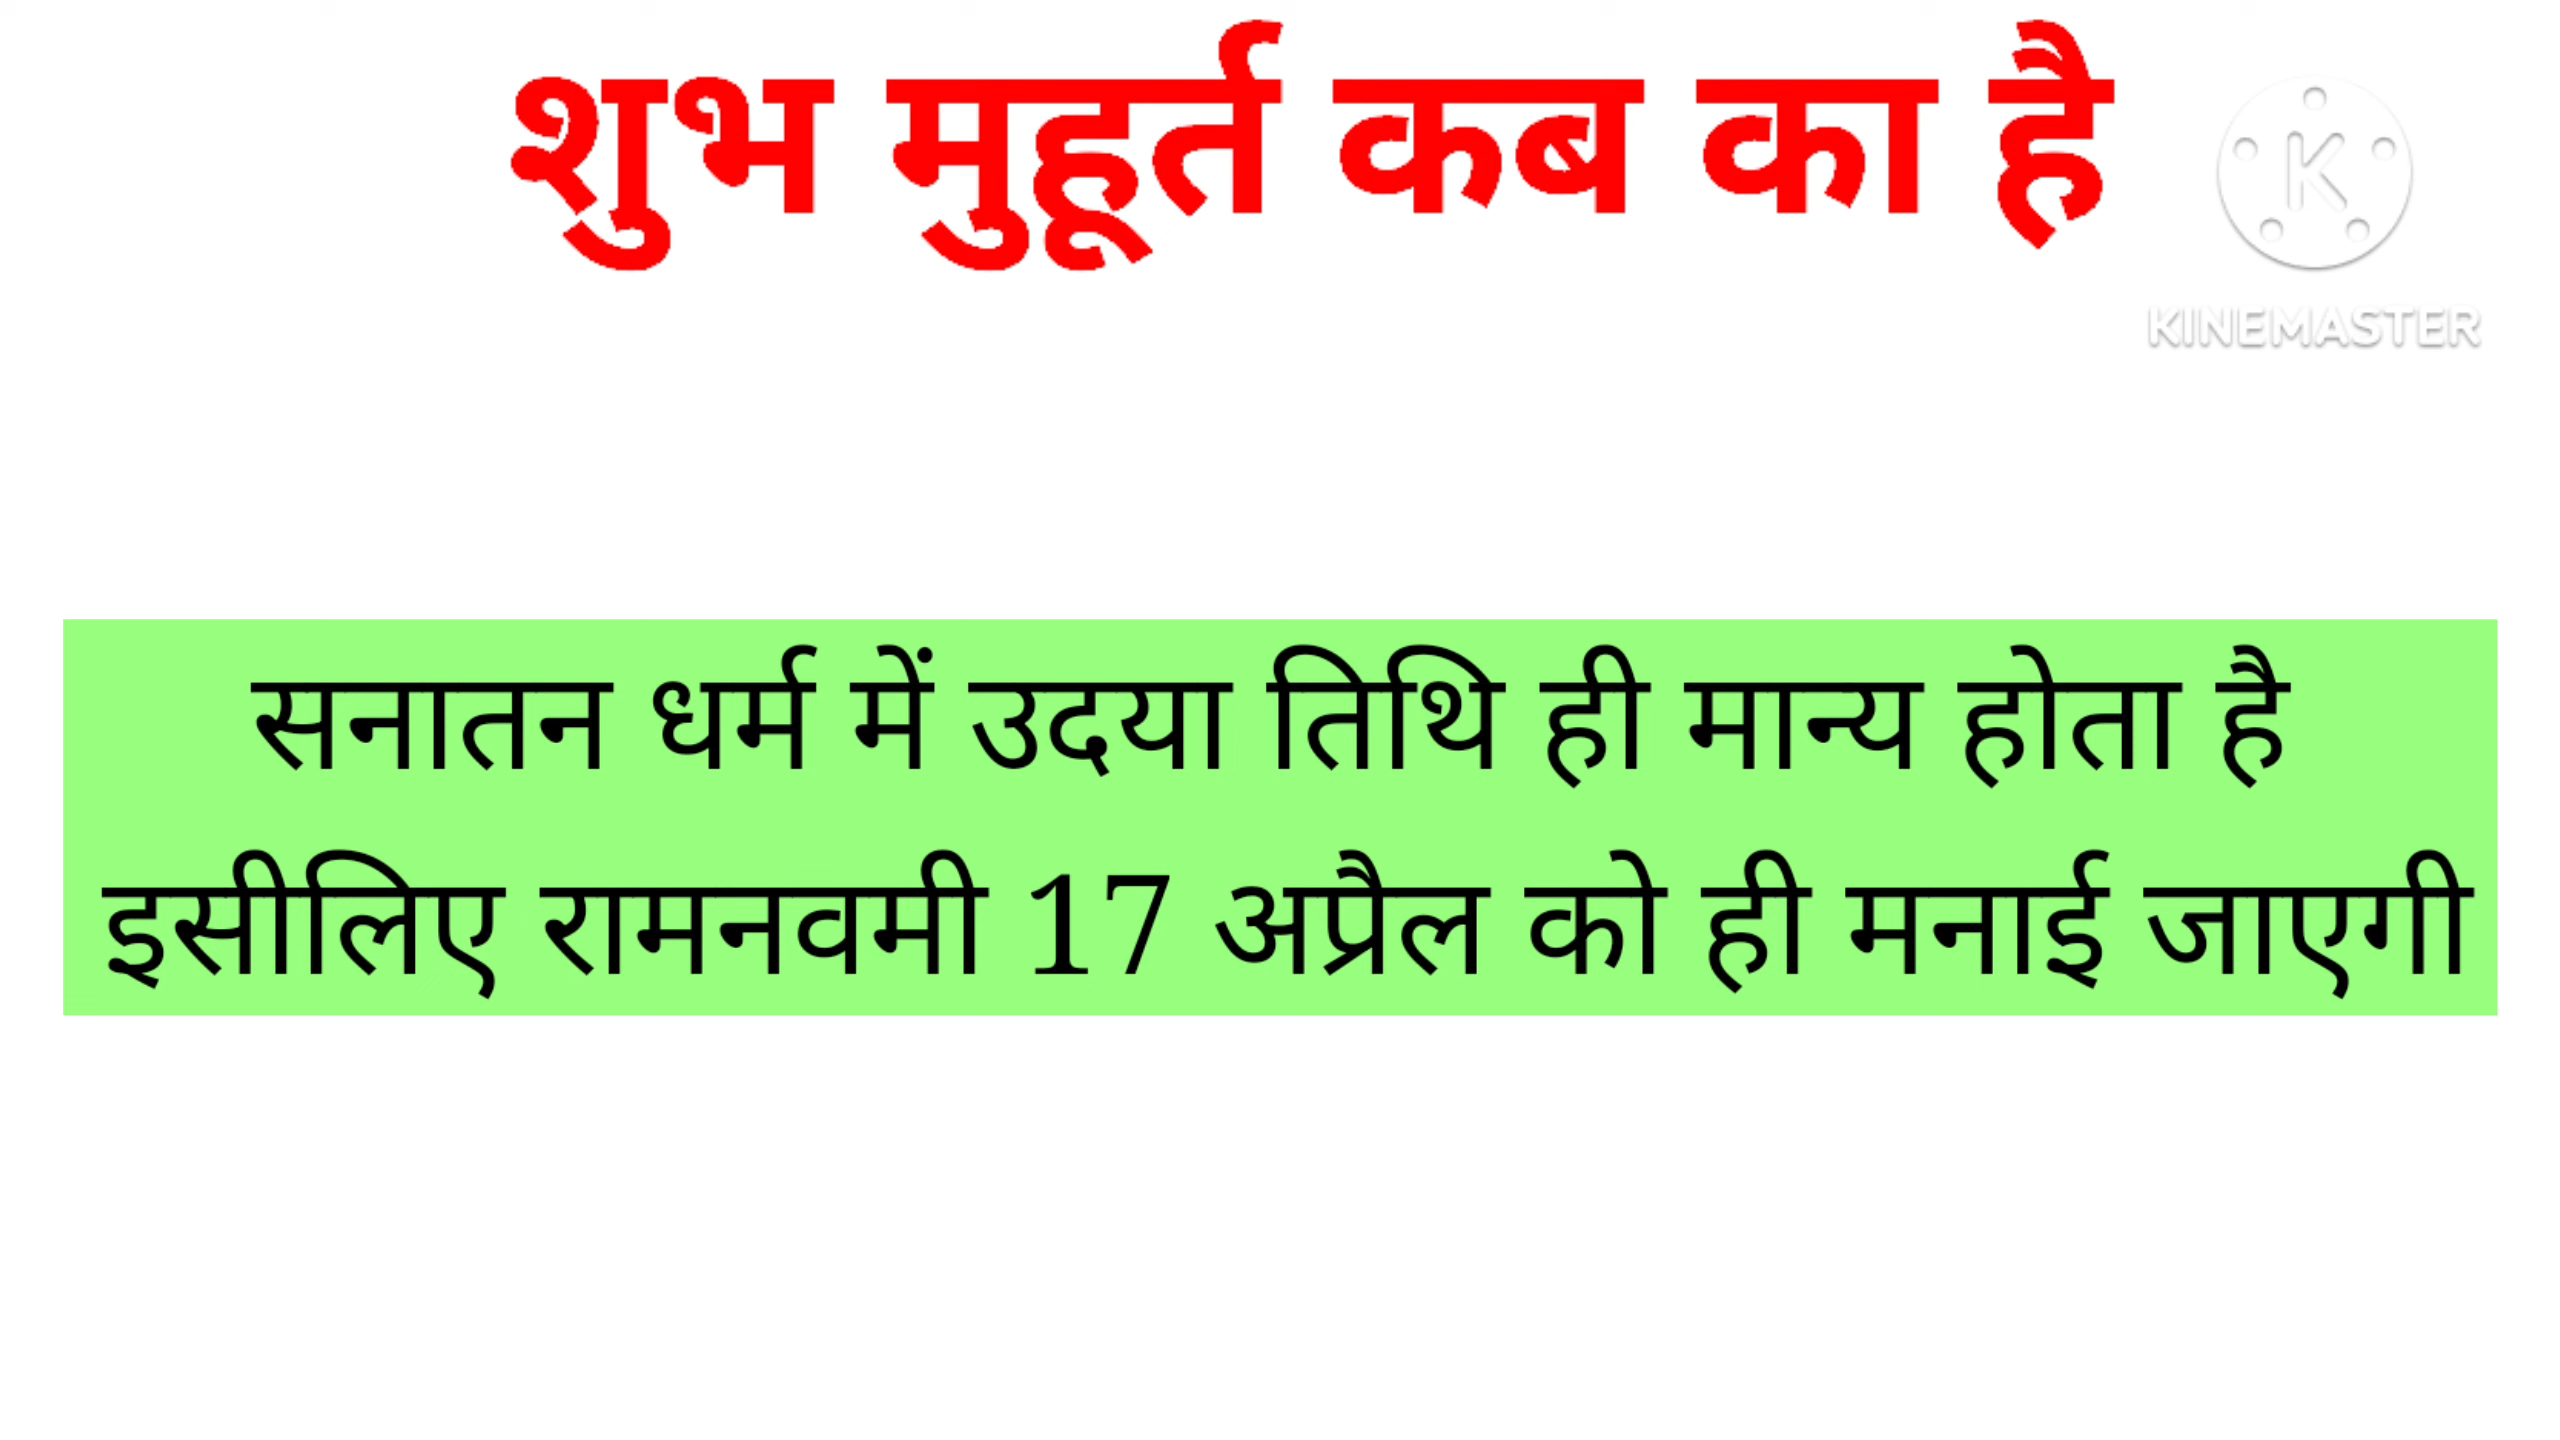 शुभ मुहूर्त कब का है
KINEMASTER
सनातन धर्म में उदया तिथि ही मान्य होता है
इसीलिए रामनवमी 17 अप्रैल को ही मनाई जाएगी